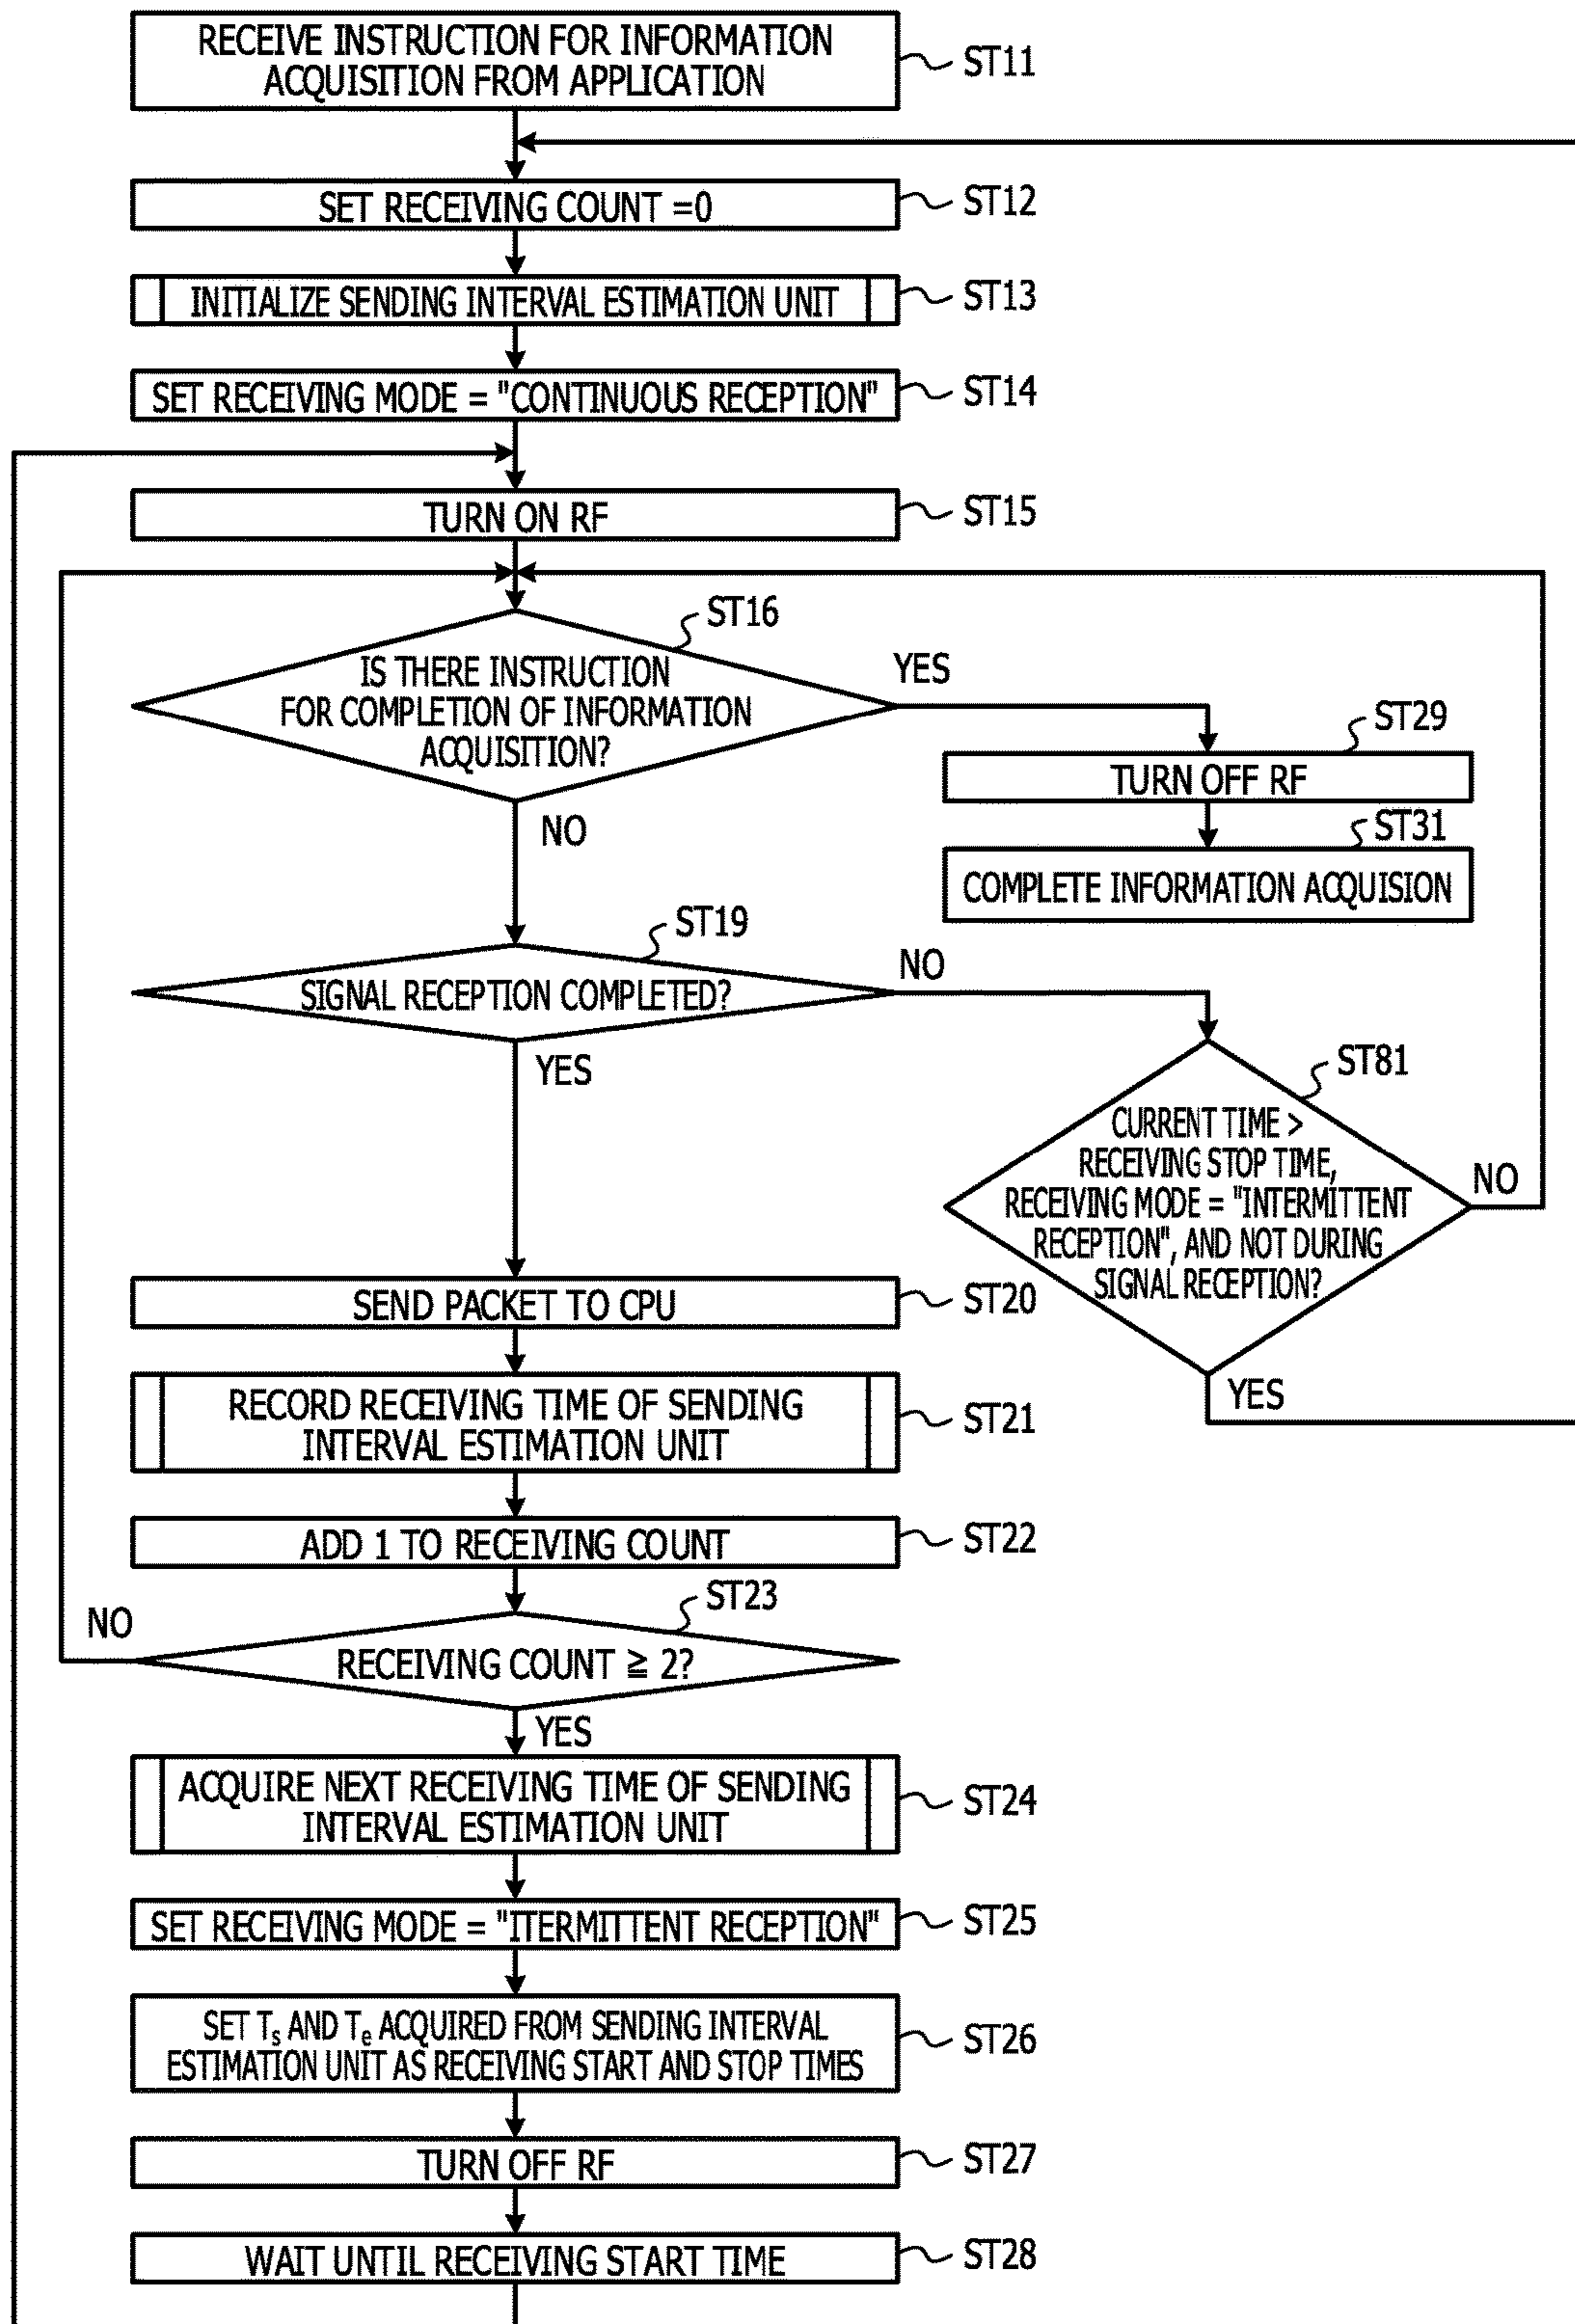 RECEIVE INSTRUCTION FOR INFORMATION
ACQUISITION FROM APPLICATION
ST11
SET RECEIVING COUNT =0
ST12
INITIALIZE SENDING INTERVAL ESTIMATION UNIT
ST13
SET RECEIVING MODE = "CONTINUOUS RECEPTION"
ST14
TURN ON RF
ST15
ST16
IS THERE INSTRUCTION
FOR COMPLETION OF INFORMATION
ACQUISITION?
YES
NO
ST29
TURN OFF RF
ST31
COMPLETE INFORMATION ACQUISION
ST19
SIGNAL RECEPTION COMPLETED?
NO
YES
ST81
CURRENT TIME >
RECEIVING STOP TIME,
RECEIVING MODE = "INTERMITTENT
RECEPTION", AND NOT DURING
SIGNAL RECEPTION?
NO
YES
SEND PACKET TO CPU
ST20
RECORD RECEIVING TIME OF SENDING
INTERVAL ESTIMATION UNIT
ST21
ADD 1 TO RECEIVING COUNT
ST22
ST23
NO
RECEIVING COUNT ≧ 2?
YES
ACQUIRE NEXT RECEIVING TIME OF SENDING
INTERVAL ESTIMATION UNIT
ST24
SET RECEIVING MODE = "ITERMITTENT RECEPTION"
ST25
SET Ts AND Te ACQUIRED FROM SENDING INTERVAL
ESTIMATION UNIT AS RECEIVING START AND STOP TIMES
ST26
TURN OFF RF
ST27
WAIT UNTIL RECEIVING START TIME
ST28